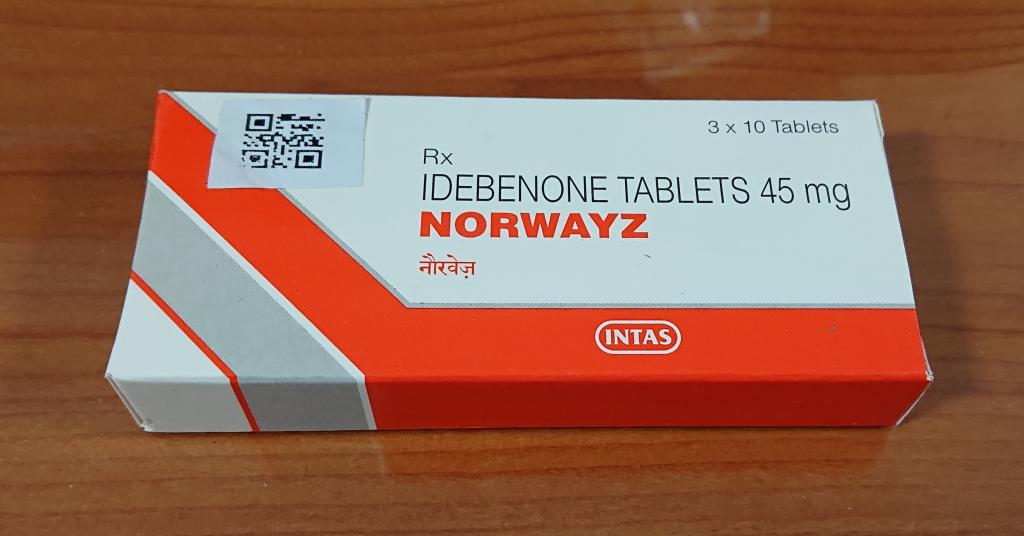 3 x 10 Tablets
Rx
IDEBENONE TABLETS 45 mg
NORWAYZ
नौरवेज़
INTAS